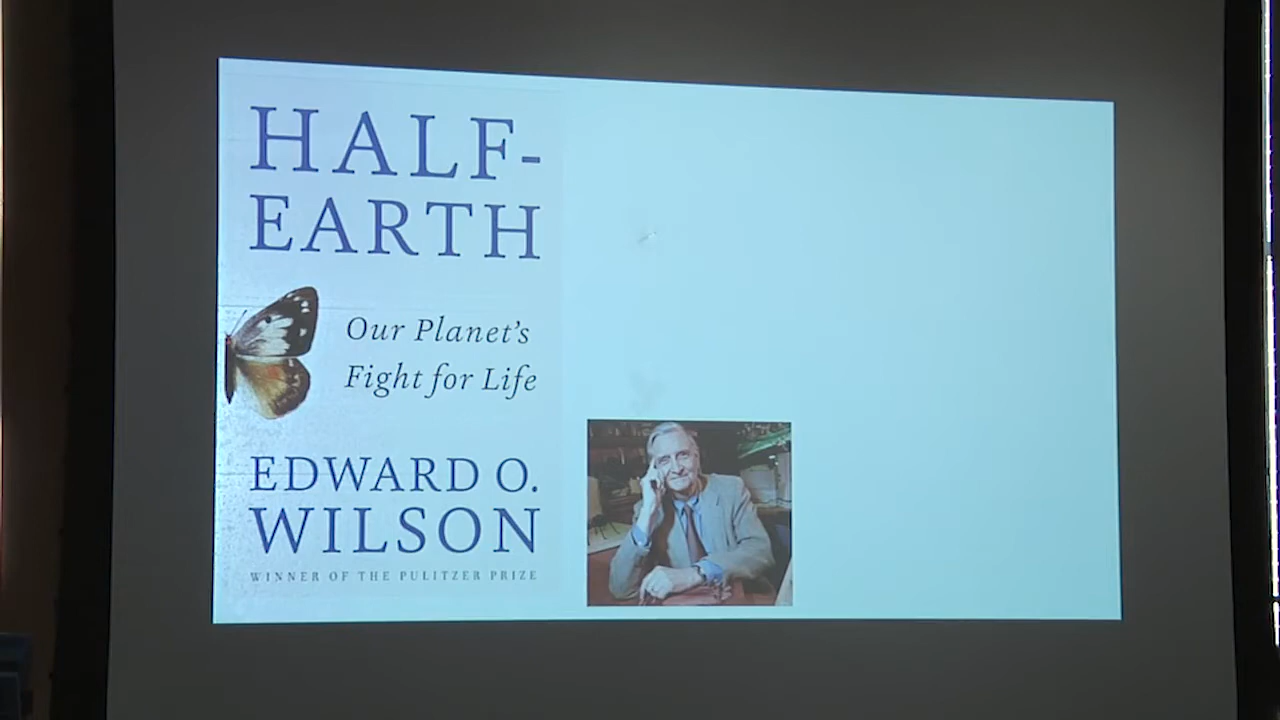 HALF-
EARTH
Our Planet's
Fight for Life
EDWARD O.
WILSON
WINNER OF THE PULITZER PRIZE